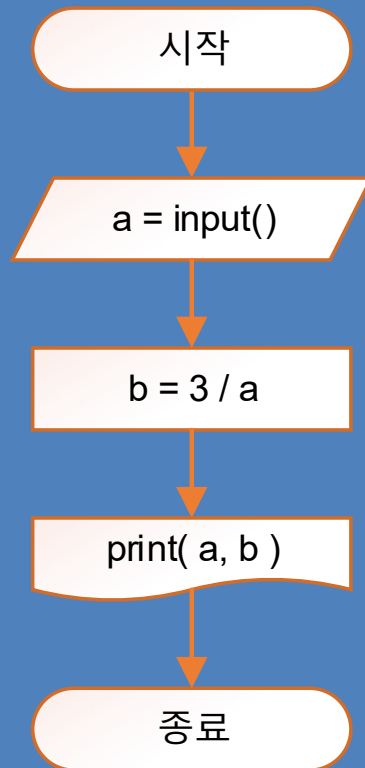 시작
a = input()
b = 3 / a
print( a, b )
종료